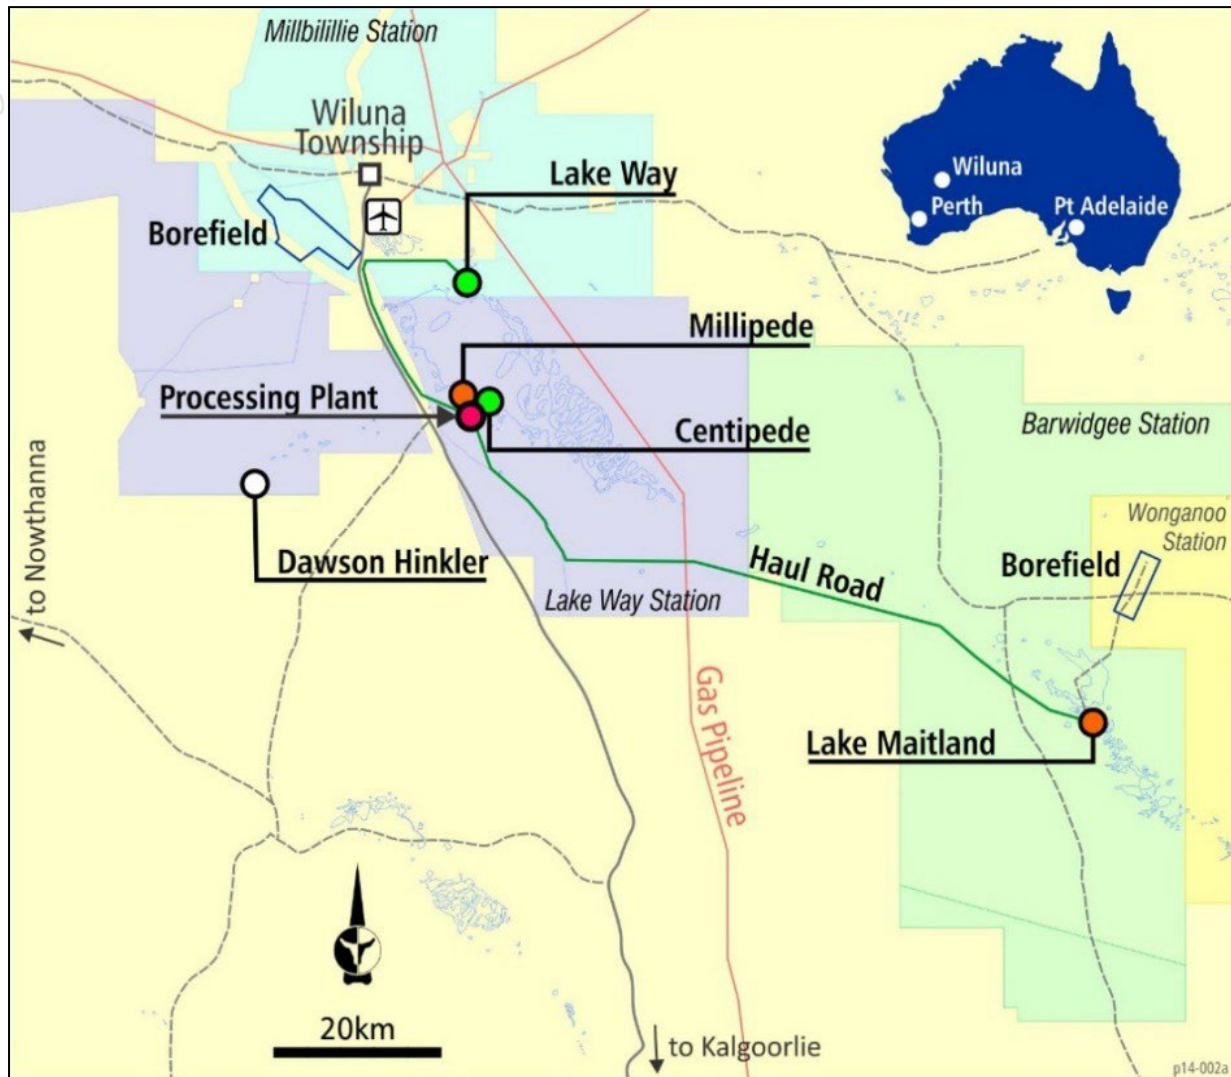 Millbilillie Station
Wiluna
Township
Lake Way
Borefield
Wiluna
Perth
Pt Adelaide
Millipede
Processing Plant
Centipede
Barwidgee Station
Dawson Hinkler
to Nowthanna
Wonganoo
Station
Borefield
Haul Road
Lake Way Station
Gas Pipeline
Lake Maitland
20km
to Kalgoorlie
p14-002a